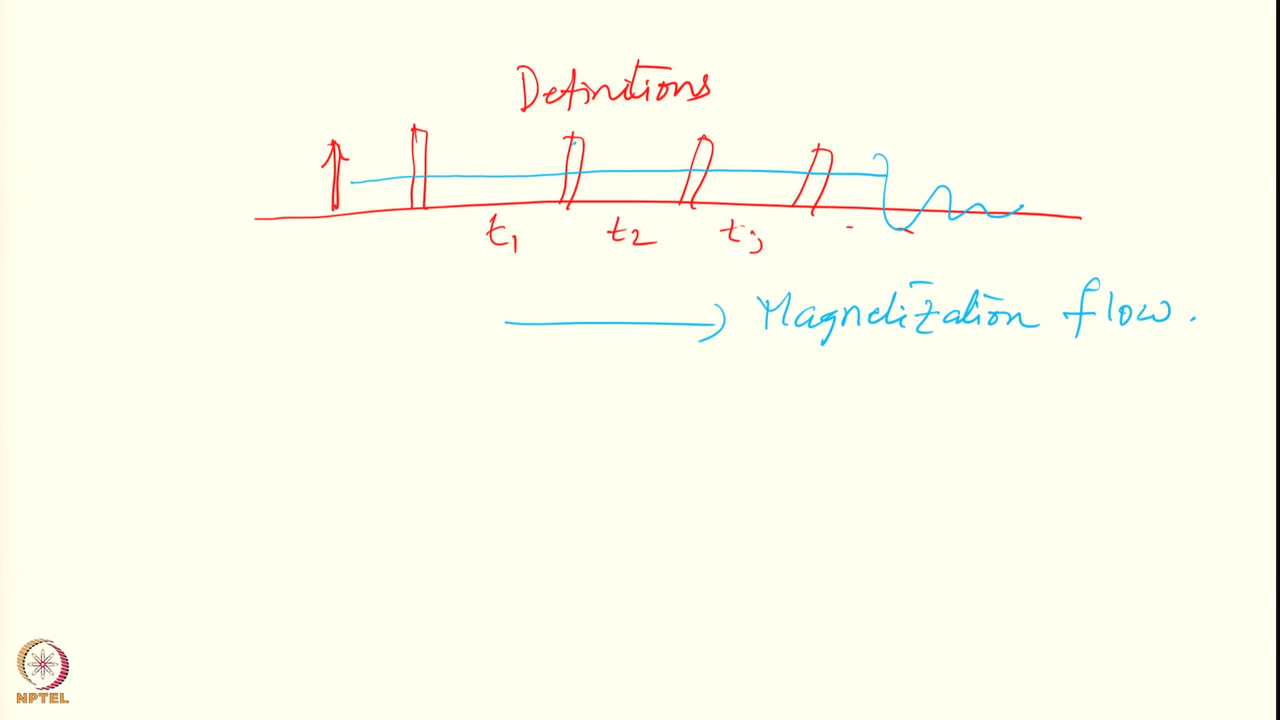 Definitions
t1 t2 t3 . .
→ Magnetization flow.
NPTEL